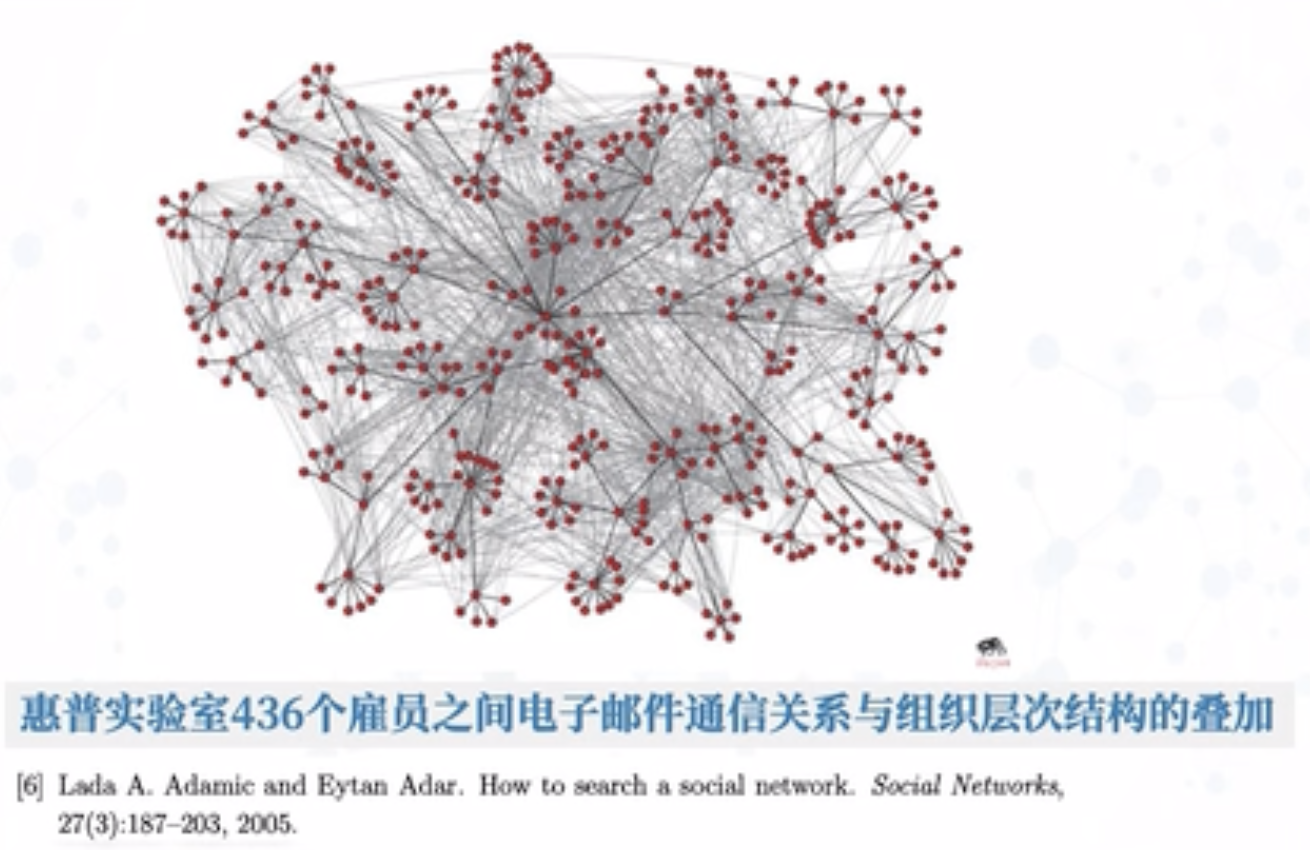 惠普实验室436个雇员之间电子邮件通信关系与组织层次结构的叠加
[6] Lada A. Adamic and Eytan Adar. How to search a social network. Social Networks,
27(3):187–203, 2005.